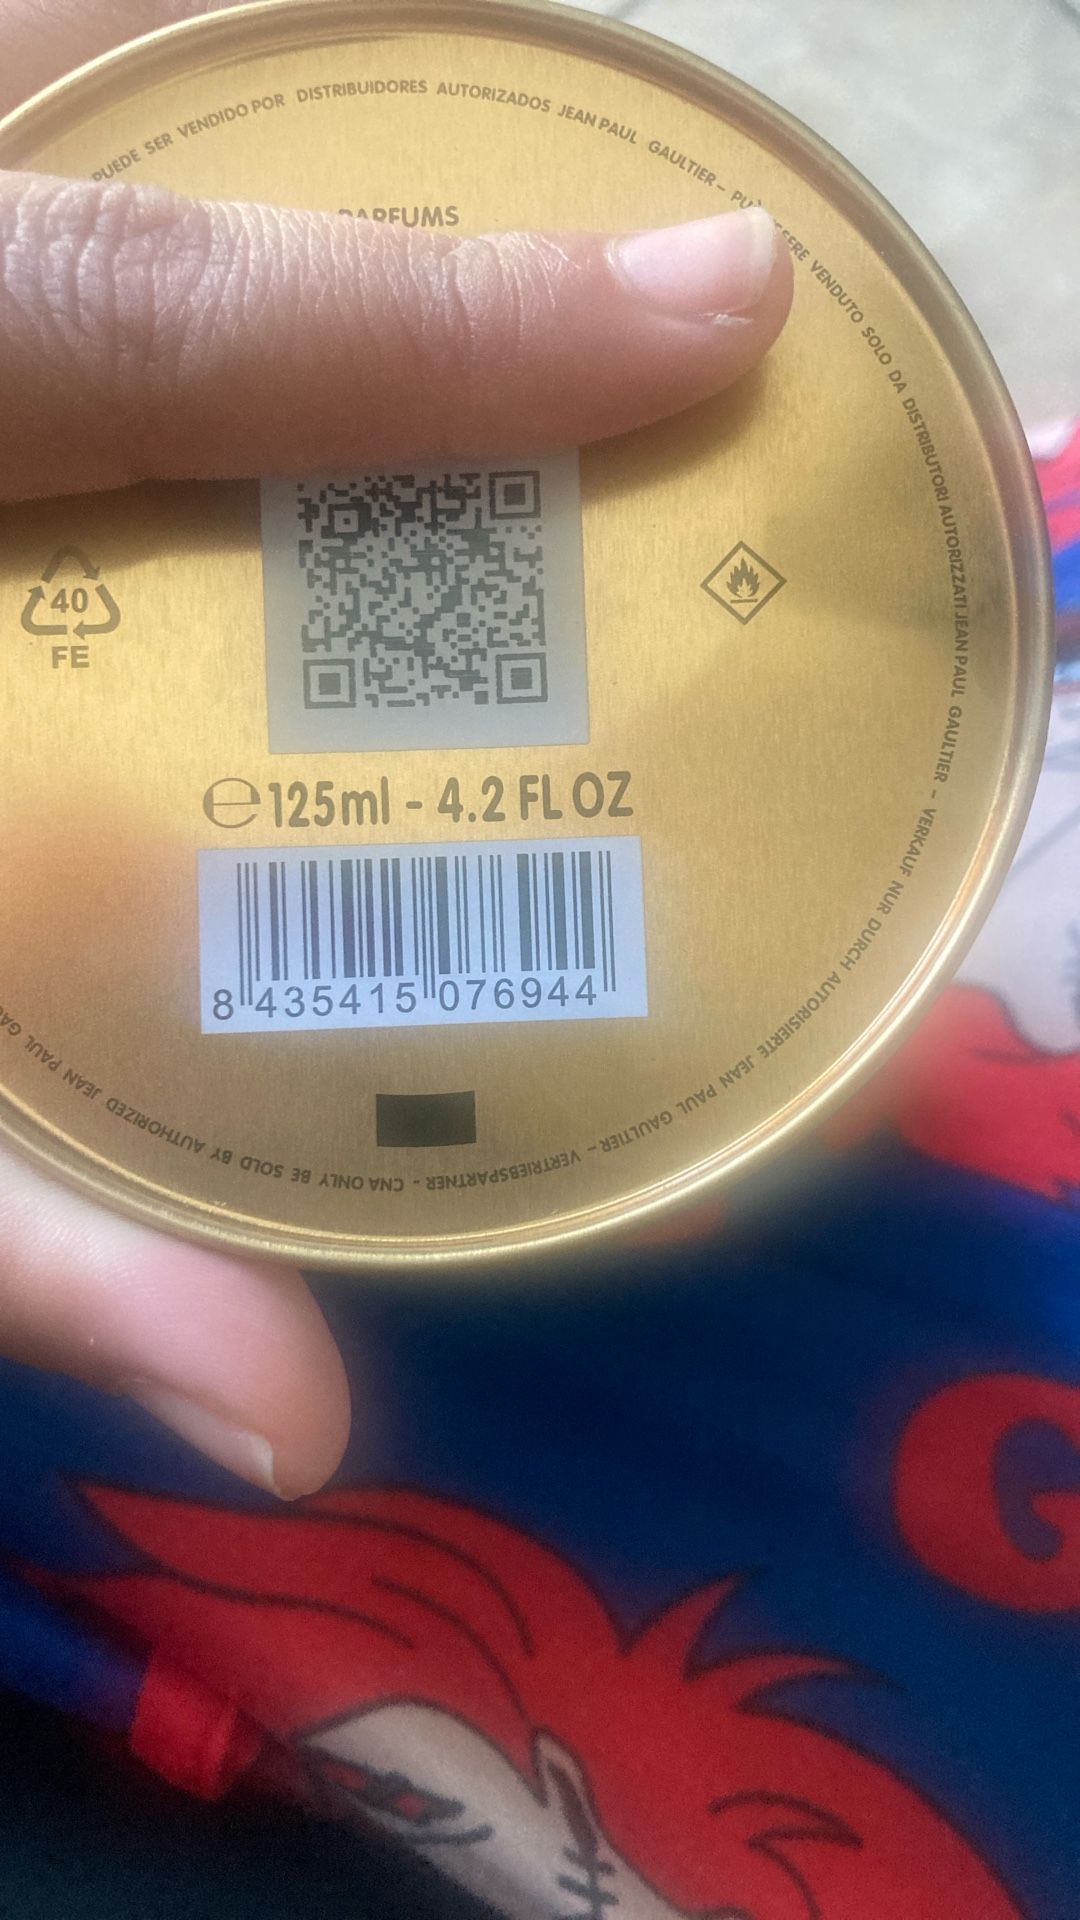 PUEDE SER VENDIDO POR DISTRIBUIDORES AUTORIZADOS JEAN PAUL GAULTIER – VENDUTO SOLO DA DISTRIBUTORI AUTORIZZATI JEAN PAUL GAULTIER – VERKAUF NUR DURCH AUTORISIERTE JEAN PAUL GAULTIER – VERTRIEBSPARTNER - CNA ONLY BE SOLD BY AUTHORIZED JEAN PAUL
PARFUMS
40
FE
℮ 125ml - 4.2 FL OZ
8 435415 076944
G